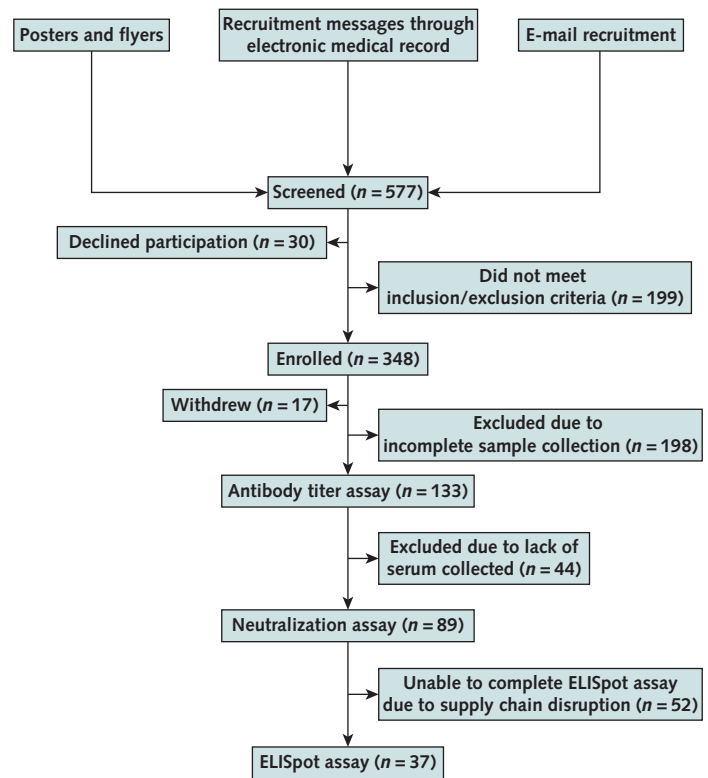 Posters and flyers
Recruitment messages through
electronic medical record
E-mail recruitment
Screened (n = 577)
Declined participation (n = 30)
Did not meet
inclusion/exclusion criteria (n = 199)
Enrolled (n = 348)
Withdrew (n = 17)
Excluded due to
incomplete sample collection (n = 198)
Antibody titer assay (n = 133)
Excluded due to lack of
serum collected (n = 44)
Neutralization assay (n = 89)
Unable to complete ELISpot assay
due to supply chain disruption (n = 52)
ELISpot assay (n = 37)